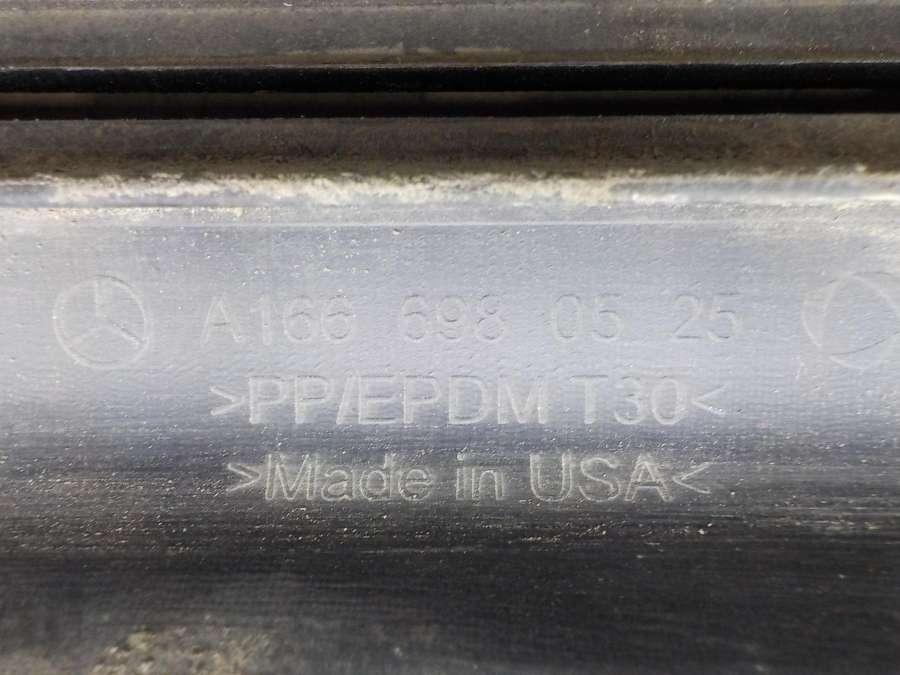 A166 698 05 25
>PP/EPDM T30<
>Made in USA<